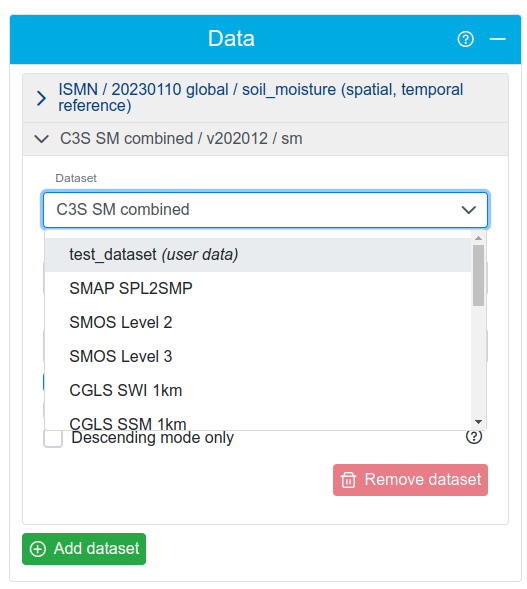 Data
ISMN / 20230110 global / soil_moisture (spatial, temporal
reference)
C3S SM combined / v202012 / sm
Dataset
C3S SM combined
test_dataset (user data)
SMAP SPL2SMP
SMOS Level 2
SMOS Level 3
CGLS SWI 1km
CGLS SSM 1km
Descending mode only
Remove dataset
Add dataset